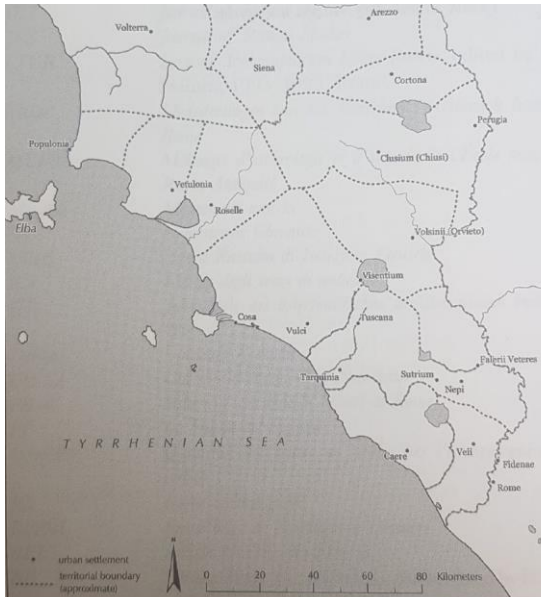 Arezzo
Volterra
Siena
Cortona
Perugia
Populonia
Clusium (Chiusi)
Vetulonia
Roselle
Elba
Volsinii (Orvieto)
Visentium
Cosa
Vulci
Tuscana
Falerii Veteres
Tarquinia
Sutrium
Nepi
TYRRHENIAN SEA
Caere
Veii
Fidenae
Rome
N
urban settlement
territorial boundary
(approximate)
0 20 40 60 80 Kilometers